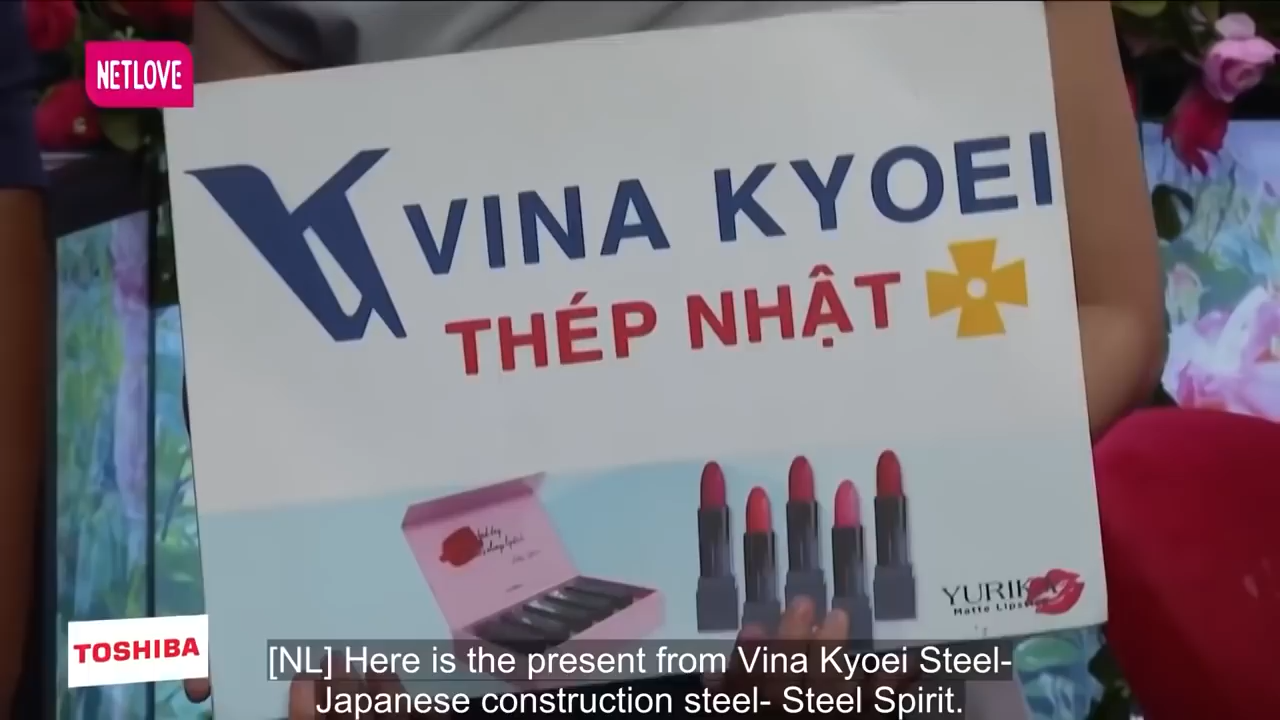 NETLOVE
VINA KYOEI
THÉP NHẬT
YURIKA
Matte Lipstick
TOSHIBA
[NL] Here is the present from Vina Kyoei Steel-
Japanese construction steel- Steel Spirit.